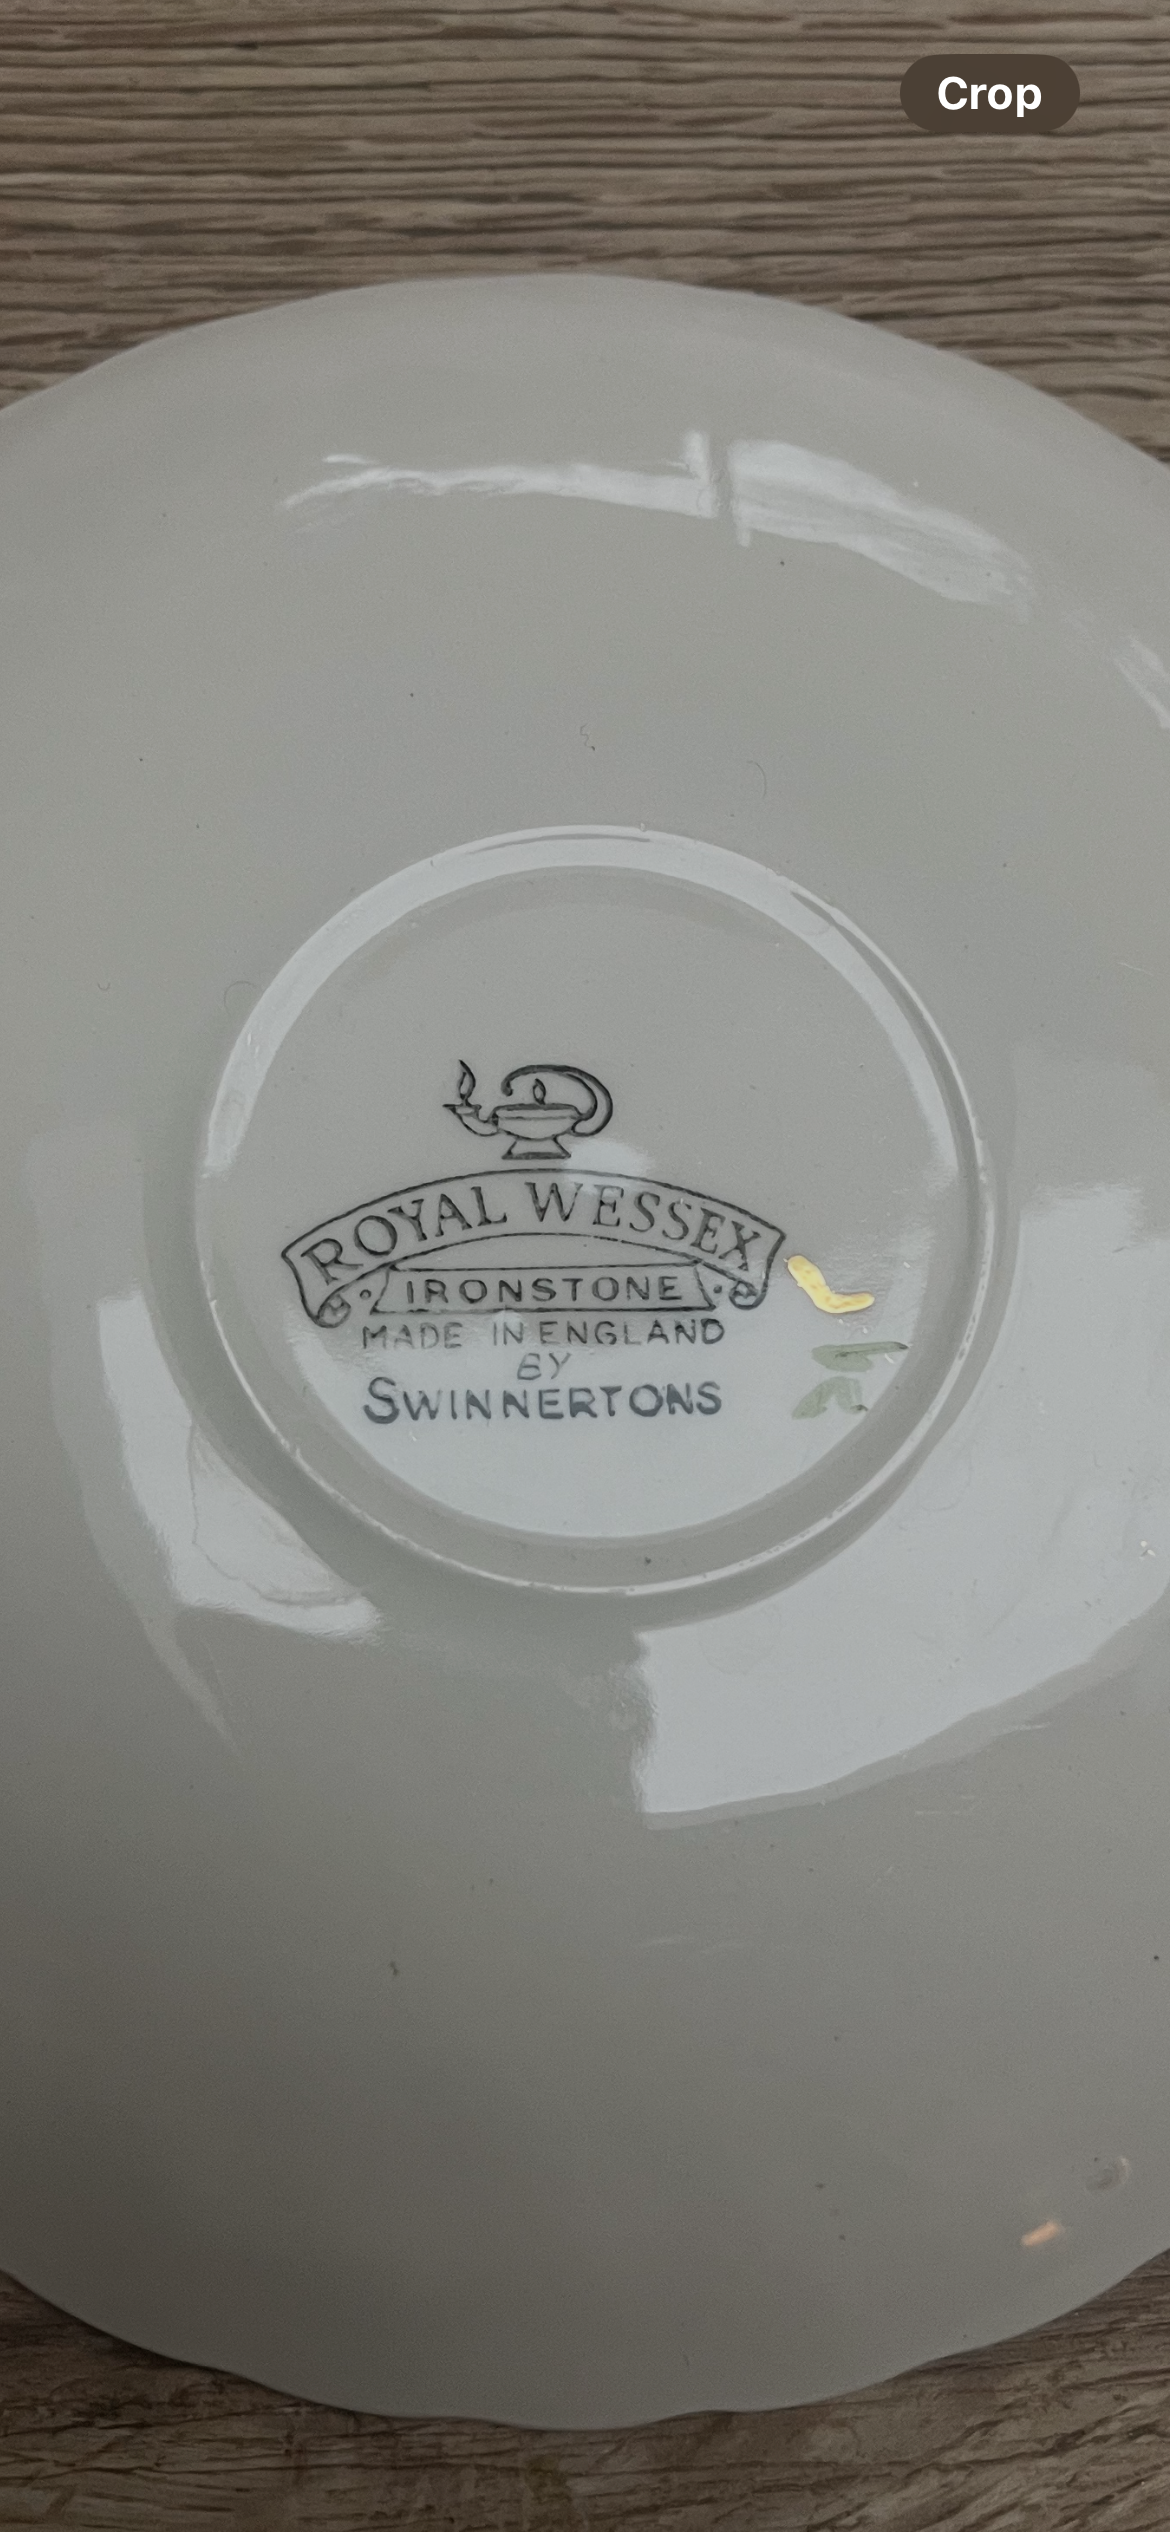 Crop
ROYAL WESSEX
IRONSTONE
MADE IN ENGLAND
BY
SWINNERTONS